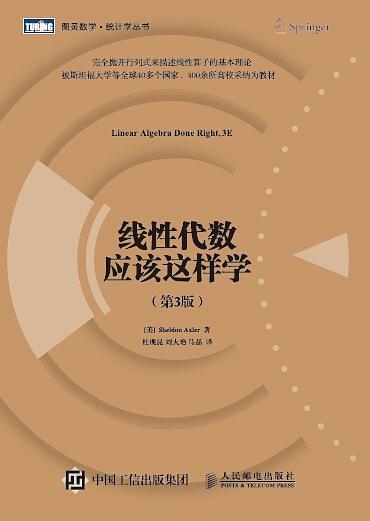 TURING
图灵数学·统计学丛书
Springer
完全抛开行列式来描述线性算子的基本理论
被斯坦福大学等全球40多个国家、300余所高校采纳为教材
Linear Algebra Done Right, 3E
线性代数
应该这样学
（第3版）
[美] Sheldon Axler 著
杜现昆 刘大艳 马晶 译
中国工信出版集团
人民邮电出版社
POSTS & TELECOM PRESS